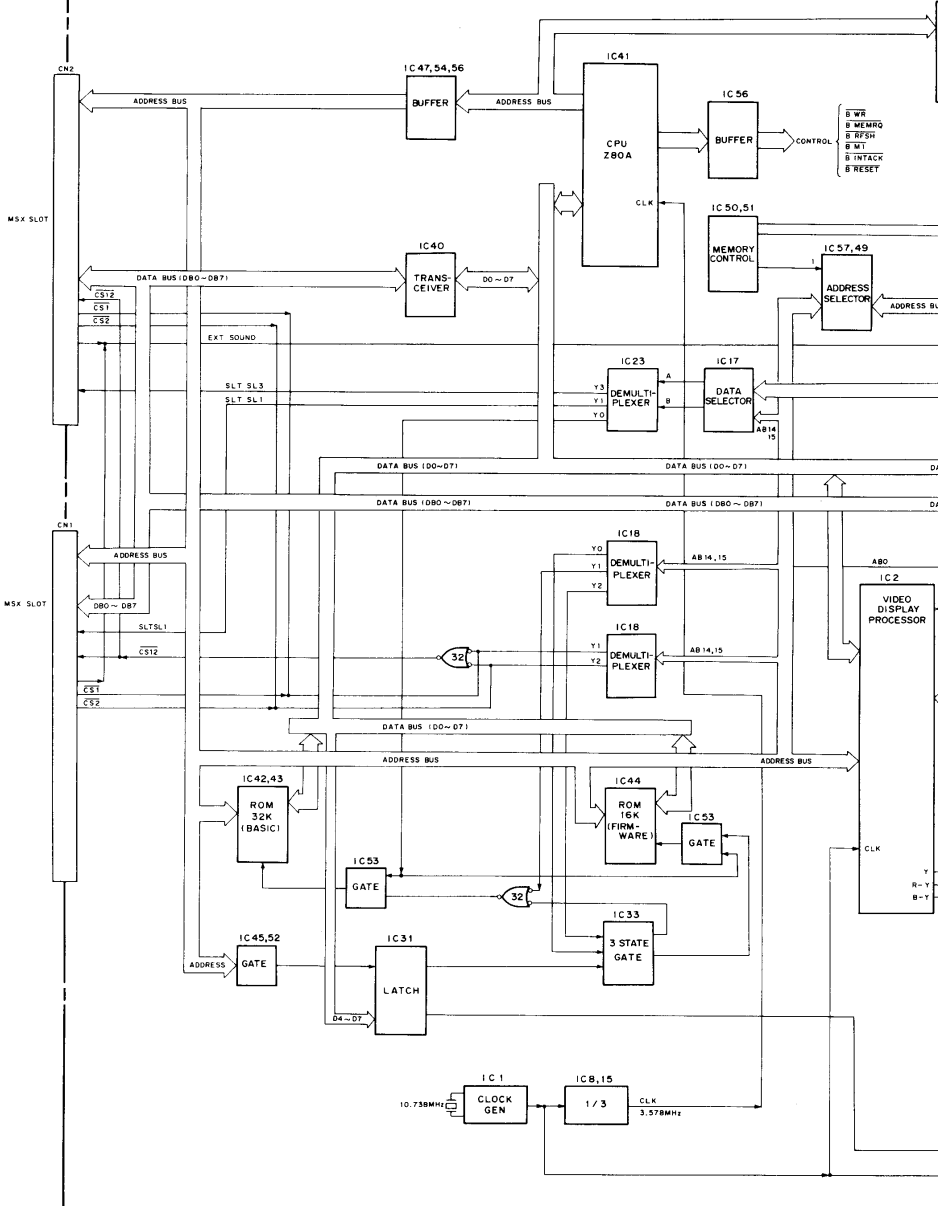 CN2
IC47,54,56
BUFFER
ADDRESS BUS
ADDRESS BUS
IC41
CPU
Z80A
CLK
IC56
BUFFER
CONTROL
B WR
B MEMRQ
B RFSH
B M1
B INTACK
B RESET
MSX SLOT
IC50,51
MEMORY
CONTROL
1
IC57,49
ADDRESS
SELECTOR
ADDRESS BU
IC40
TRANS-
CEIVER
DATA BUS (DB0~DB7)
D0~D7
CS12
CS1
CS2
EXT SOUND
IC23
DEMULTI-
PLEXER
Y3
Y1
Y0
A
B
IC17
DATA
SELECTOR
AB14
15
SLT SL3
SLT SL1
DATA BUS (D0~D7)
DATA BUS (D0~D7)
DA
DATA BUS (DB0~DB7)
DATA BUS (DB0~DB7)
DA
CN1
ADDRESS BUS
MSX SLOT
DB0~DB7
SLTSL1
CS12
CS1
CS2
IC18
DEMULTI-
PLEXER
Y0
Y1
Y2
AB14,15
AB0
IC18
DEMULTI-
PLEXER
Y1
Y2
AB14,15
32
IC2
VIDEO
DISPLAY
PROCESSOR
CLK
Y
R-Y
B-Y
DATA BUS (D0~D7)
ADDRESS BUS
ADDRESS BUS
IC42,43
ROM
32K
(BASIC)
IC44
ROM
16K
(FIRM-
WARE)
IC53
GATE
IC53
GATE
32
IC33
3 STATE
GATE
IC45,52
GATE
ADDRESS
IC31
LATCH
D4~D7
10.738MHz
IC1
CLOCK
GEN
IC8,15
1/3
CLK
3.578MHz